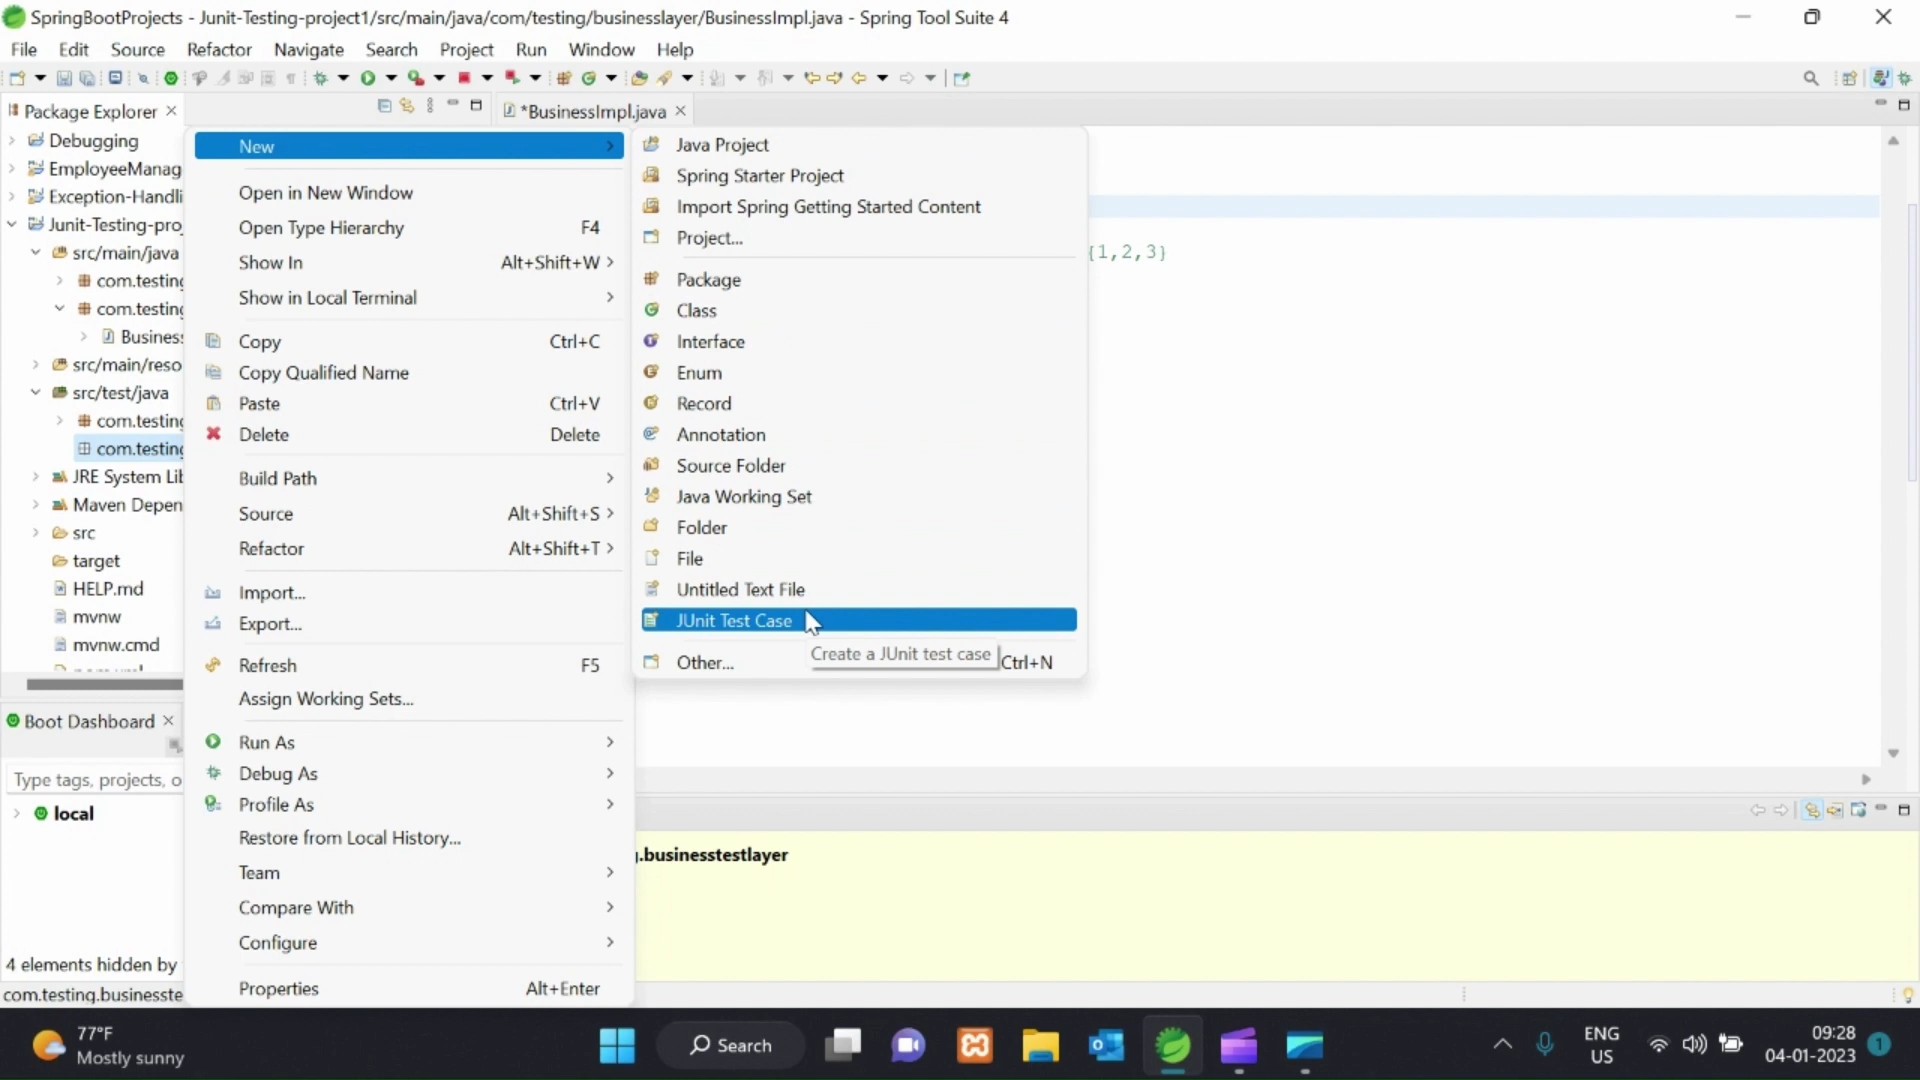 SpringBootProjects - Junit-Testing-project1/src/main/java/com/testing/businesslayer/BusinessImpl.java - Spring Tool Suite 4
File Edit Source Refactor Navigate Search Project Run Window Help
Package Explorer
*BusinessImpl.java
Debugging
EmployeeManag
Exception-Handli
Junit-Testing-pro
src/main/java
com.testing
com.testing
Business
src/main/reso
src/test/java
com.testing
com.testing
JRE System Lib
Maven Depen
src
target
HELP.md
mvnw
mvnw.cmd
Boot Dashboard
Type tags, projects, o
local
4 elements hidden by
com.testing.businesste
New
Open in New Window
Open Type Hierarchy F4
Show In Alt+Shift+W
Show in Local Terminal
Copy Ctrl+C
Copy Qualified Name
Paste Ctrl+V
Delete Delete
Build Path
Source Alt+Shift+S
Refactor Alt+Shift+T
Import...
Export...
Refresh F5
Assign Working Sets...
Run As
Debug As
Profile As
Restore from Local History...
Team
Compare With
Configure
Properties Alt+Enter
Java Project
Spring Starter Project
Import Spring Getting Started Content
Project...
Package
Class
Interface
Enum
Record
Annotation
Source Folder
Java Working Set
Folder
File
Untitled Text File
JUnit Test Case
Other... Ctrl+N
Create a JUnit test case
{1,2,3}
.businesstestlayer
77°F
Mostly sunny
Search
ENG
US
09:28
04-01-2023
1